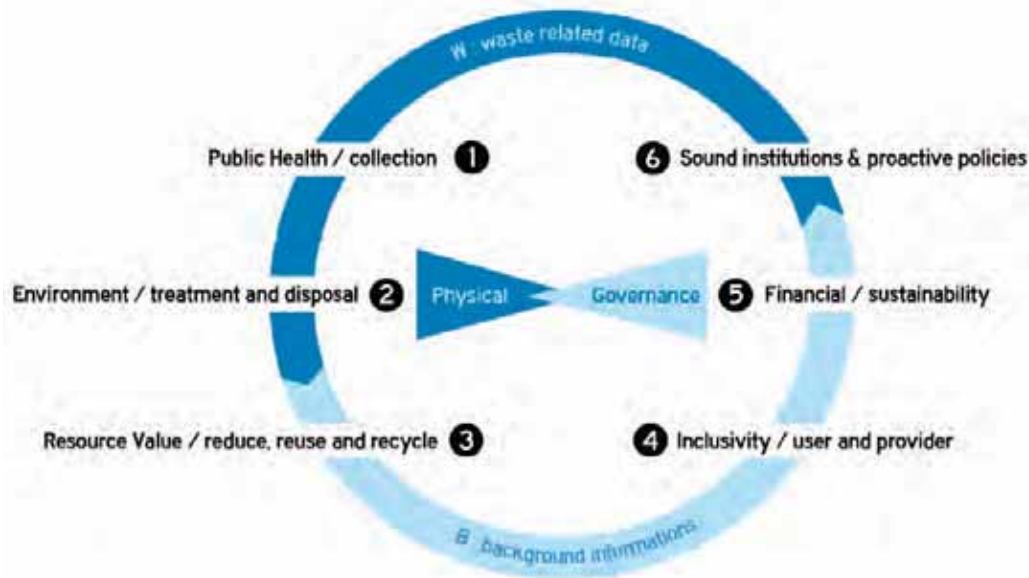 W : waste related data
Public Health / collection 1
6 Sound institutions & proactive policies
Environment / treatment and disposal 2
Physical
Governance
5 Financial / sustainability
Resource Value / reduce, reuse and recycle 3
4 Inclusivity / user and provider
B : background informations